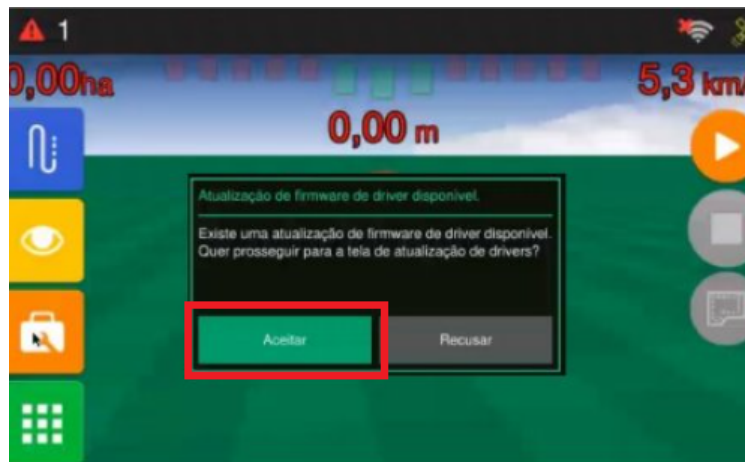 1
0,00ha
5,3 km/
0,00 m
Atualização de firmware de driver disponível.
Existe uma atualização de firmware de driver disponível.
Quer prosseguir para a tela de atualização de drivers?
Aceitar
Recusar